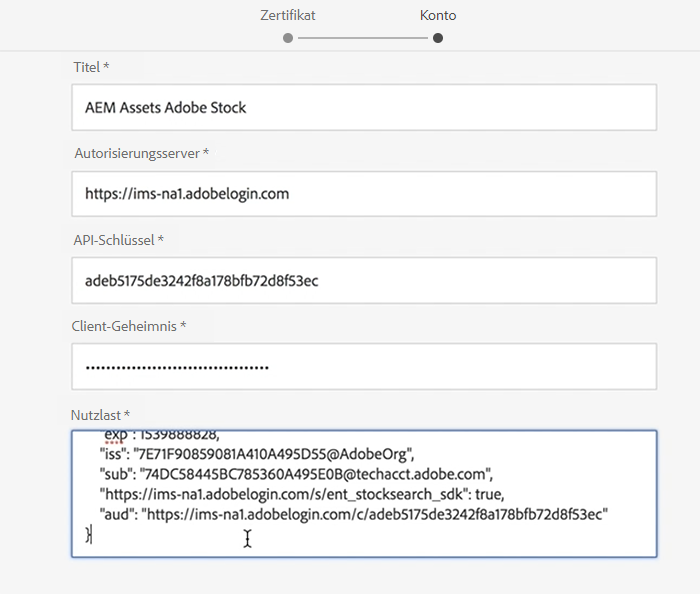 Zertifikat Konto
Titel *
AEM Assets Adobe Stock
Autorisierungsserver *
https://ims-na1.adobelogin.com
API-Schlüssel *
adeb5175de3242f8a178bfb72d8f53ec
Client-Geheimnis *
••••••••••••••••••••••••••••••••••••
Nutzlast *
"exp": 1539888828,
"iss": "7E71F90859081A410A495D55@AdobeOrg",
"sub": "74DC58445BC785360A495E0B@techacct.adobe.com",
"https://ims-na1.adobelogin.com/s/ent_stocksearch_sdk": true,
"aud": "https://ims-na1.adobelogin.com/c/adeb5175de3242f8a178bfb72d8f53ec"
}